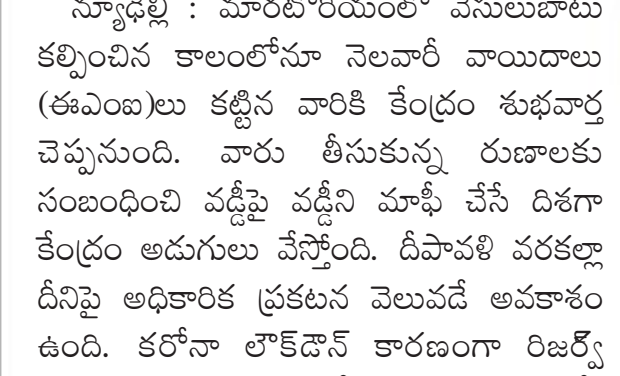 న్యూఢిల్లీ : మారటోరియంలో వెసులుబాటు
కల్పించిన కాలంలోనూ నెలవారీ వాయిదాలు
(ఈఎంఐ)లు కట్టిన వారికి కేంద్రం శుభవార్త
చెప్పనుంది. వారు తీసుకున్న రుణాలకు
సంబంధించి వడ్డీపై వడ్డీని మాఫీ చేసే దిశగా
కేంద్రం అడుగులు వేస్తోంది. దీపావళి వరకల్లా
దీనిపై అధికారిక ప్రకటన వెలువడే అవకాశం
ఉంది. కరోనా లౌక్‌డౌన్ కారణంగా రిజర్వ్